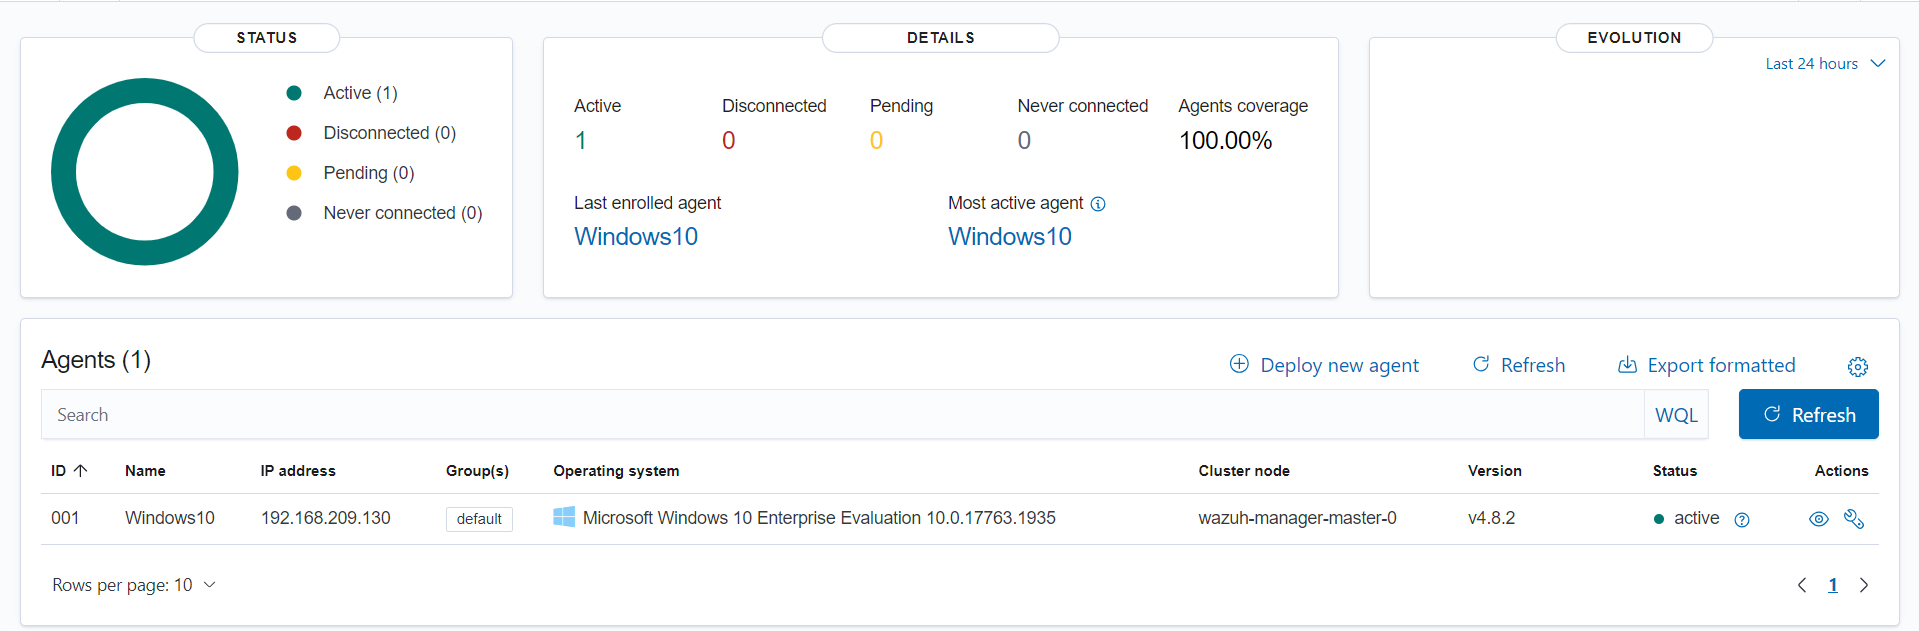 STATUS
Active (1)
Disconnected (0)
Pending (0)
Never connected (0)
DETAILS
Active Disconnected Pending Never connected Agents coverage
1 0 0 0 100.00%
Last enrolled agent Most active agent
Windows10 Windows10
EVOLUTION
Last 24 hours
Agents (1) Deploy new agent Refresh Export formatted
Search WQL Refresh
ID Name IP address Group(s) Operating system Cluster node Version Status Actions
001 Windows10 192.168.209.130 default Microsoft Windows 10 Enterprise Evaluation 10.0.17763.1935 wazuh-manager-master-0 v4.8.2 active
Rows per page: 10 1